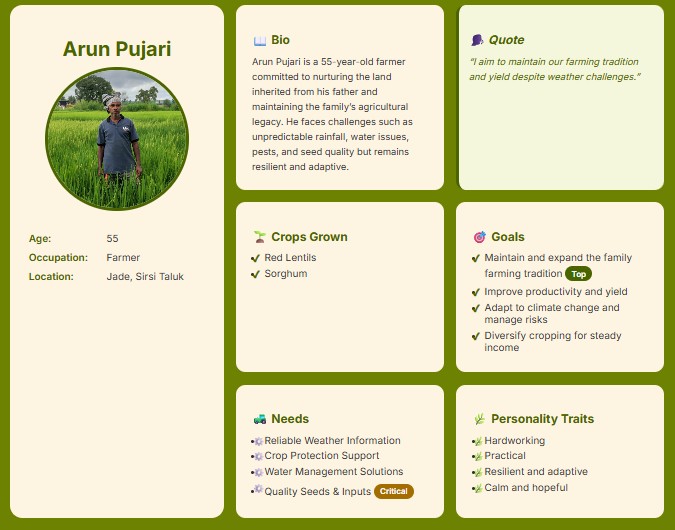 Arun Pujari
Age: 55
Occupation: Farmer
Location: Jade, Sirsi Taluk
Bio
Arun Pujari is a 55-year-old farmer
committed to nurturing the land
inherited from his father and
maintaining the family's agricultural
legacy. He faces challenges such as
unpredictable rainfall, water issues,
pests, and seed quality but remains
resilient and adaptive.
Quote
“I aim to maintain our farming tradition
and yield despite weather challenges.”
Crops Grown
Red Lentils
Sorghum
Goals
Maintain and expand the family
farming tradition Top
Improve productivity and yield
Adapt to climate change and
manage risks
Diversify cropping for steady
income
Needs
Reliable Weather Information
Crop Protection Support
Water Management Solutions
Quality Seeds & Inputs Critical
Personality Traits
Hardworking
Practical
Resilient and adaptive
Calm and hopeful